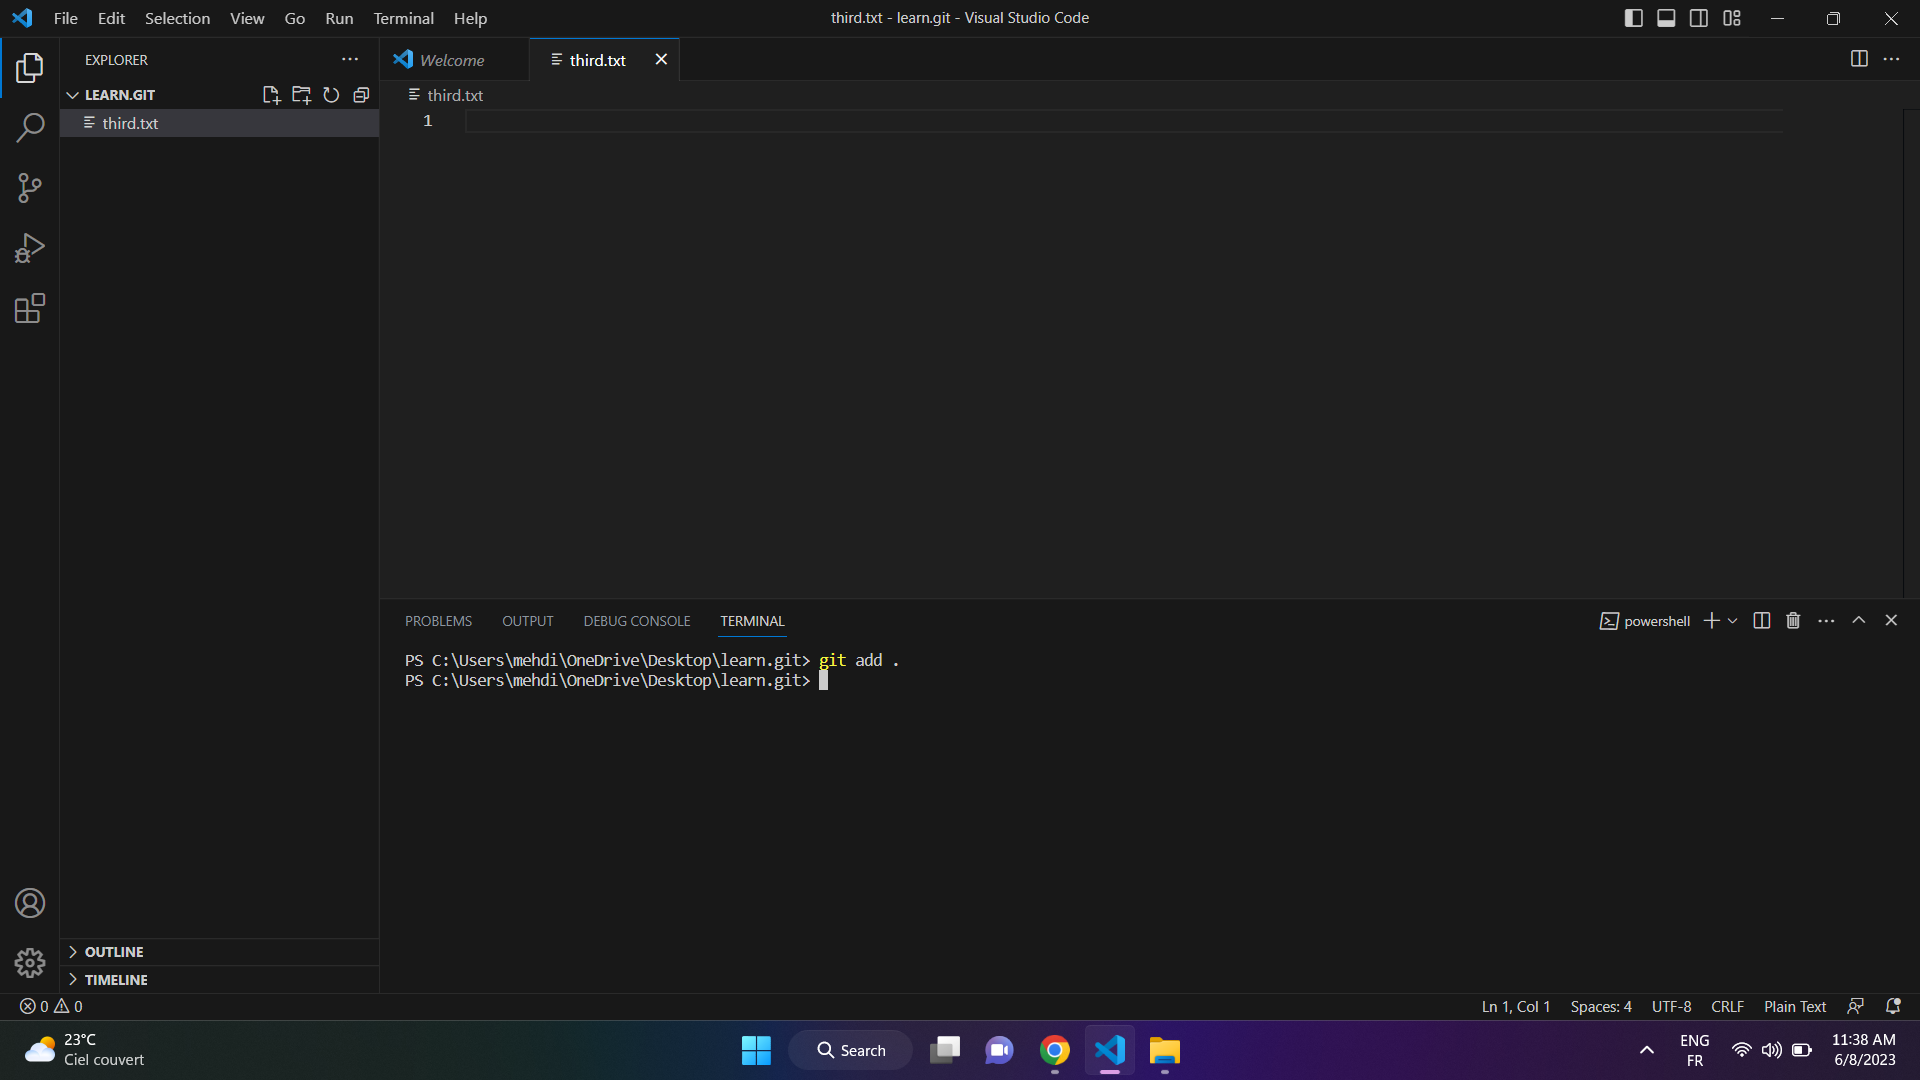 File Edit Selection View Go Run Terminal Help
third.txt - learn.git - Visual Studio Code
EXPLORER
LEARN.GIT
third.txt
OUTLINE
TIMELINE
Welcome
third.txt
third.txt
1
PROBLEMS OUTPUT DEBUG CONSOLE TERMINAL
powershell
PS C:\Users\mehdi\OneDrive\Desktop\learn.git> git add .
PS C:\Users\mehdi\OneDrive\Desktop\learn.git>
0 0
Ln 1, Col 1 Spaces: 4 UTF-8 CRLF Plain Text
23°C
Ciel couvert
Search
ENG
FR
11:38 AM
6/8/2023